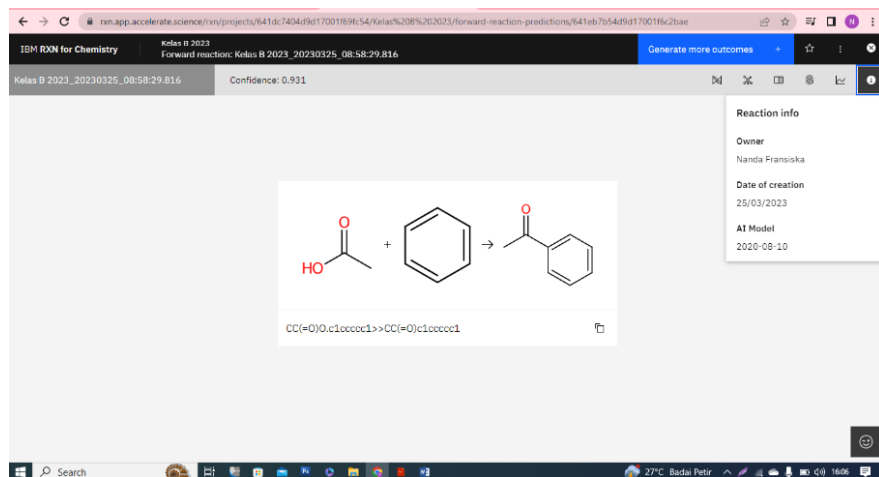 rxn.app.accelerate.science/rxn/projects/641dc7404d9d17001f69fc54/Kelas%208%202023/forward-reaction-predictions/641eb7b54d9d17001f6c2bae
N
IBM RXN for Chemistry
Kelas B 2023
Forward reaction: Kelas B 2023_20230325_08:58:29.816
Generate more outcomes +
Kelas B 2023_20230325_08:58:29.816
Confidence: 0.931
Reaction info
Owner
Nanda Fransiska
Date of creation
25/03/2023
AI Model
2020-08-10
O
HO
+
→
O
CC(=O)O.c1ccccc1>>CC(=O)c1ccccc1
Search
27°C Badai Petir
16:06